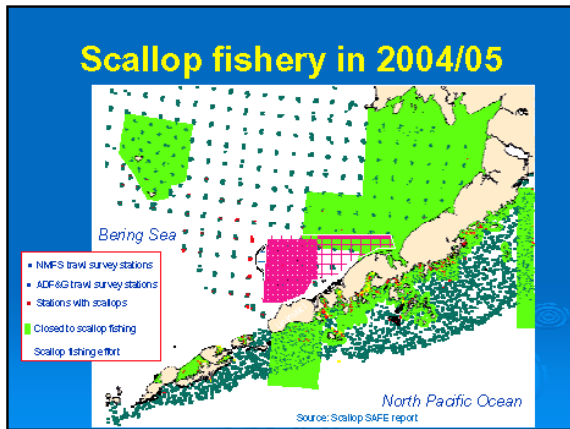 Scallop fishery in 2004/05
Bering Sea
NMFS trawl survey stations
ADF&G trawl survey stations
Stations with scallops
Closed to scallop fishing
Scallop fishing effort
North Pacific Ocean
Source: Scallop SAFE report